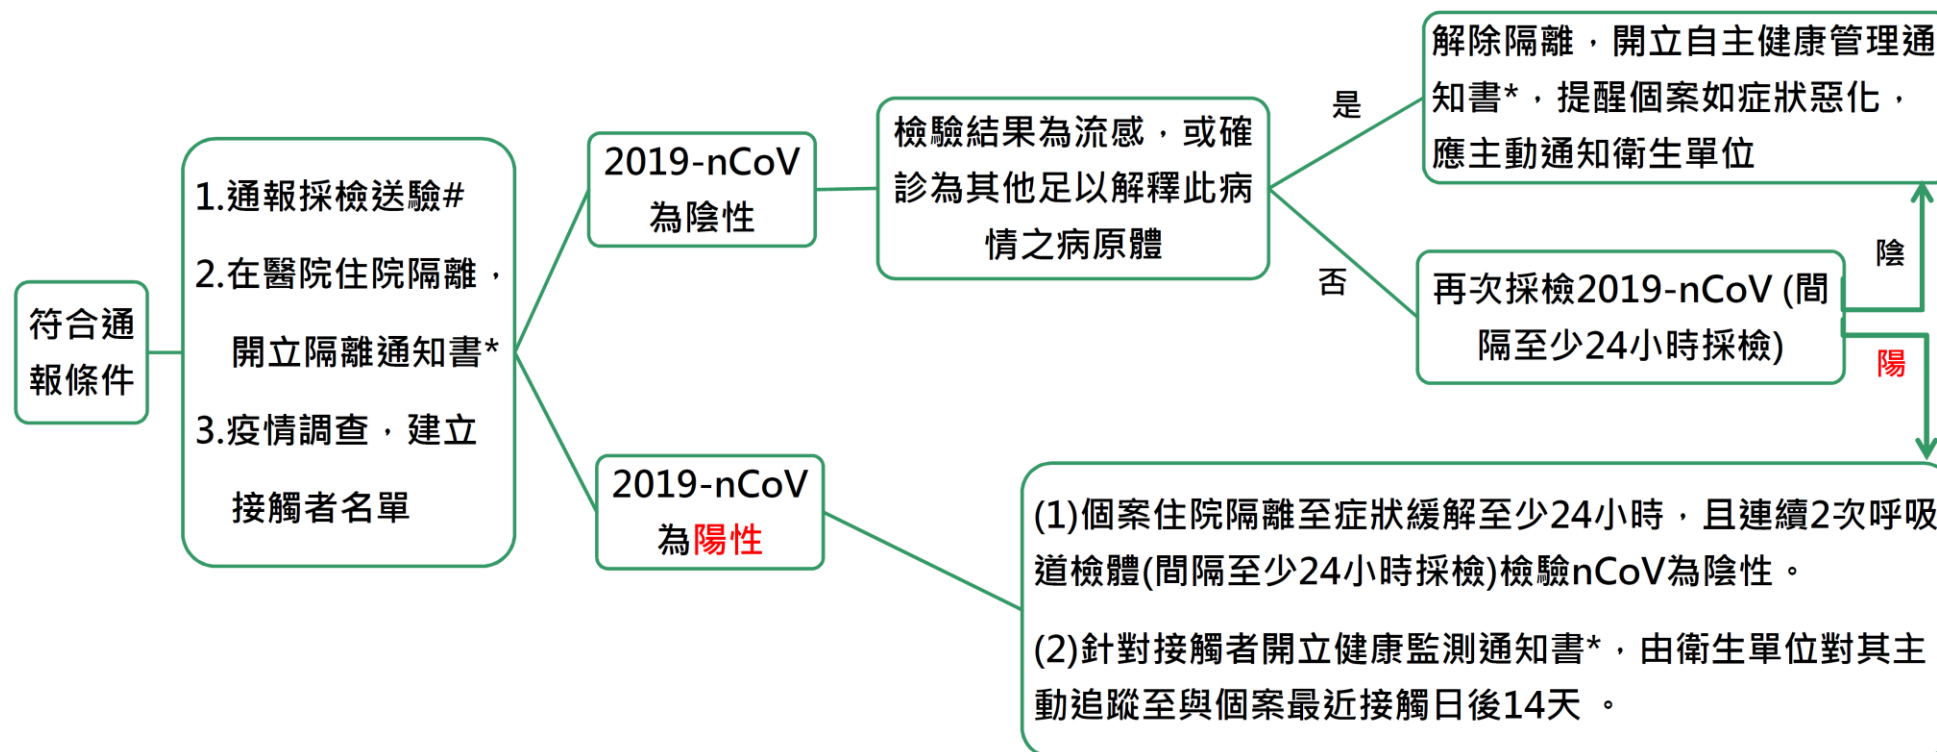 符合通
報條件
1.通報採檢送驗#
2.在醫院住院隔離，
開立隔離通知書*
3.疫情調查，建立
接觸者名單
2019-nCoV
為陰性
檢驗結果為流感，或確
診為其他足以解釋此病
情之病原體
是
解除隔離，開立自主健康管理通
知書*，提醒個案如症狀惡化，
應主動通知衛生單位
否
再次採檢2019-nCoV (間
隔至少24小時採檢)
陰
陽
2019-nCoV
為陽性
(1)個案住院隔離至症狀緩解至少24小時，且連續2次呼吸
道檢體(間隔至少24小時採檢)檢驗nCoV為陰性。
(2)針對接觸者開立健康監測通知書*，由衛生單位對其主
動追蹤至與個案最近接觸日後14天 。